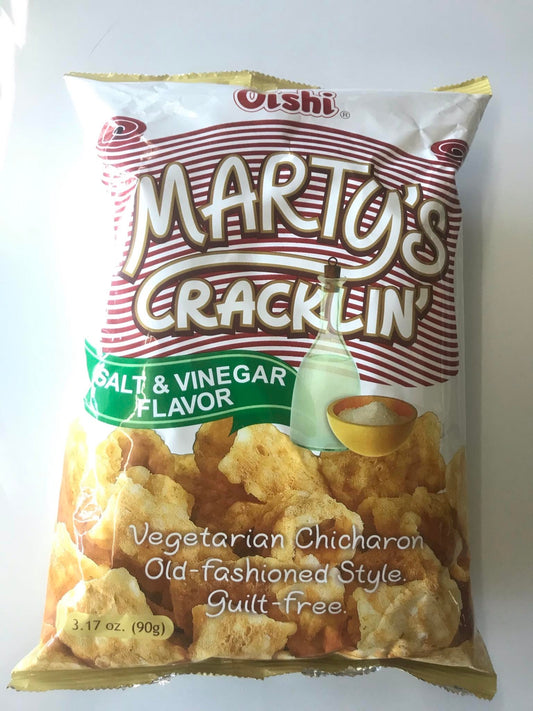 Oishi®
MARTY'S
CRACKLIN'
SALT & VINEGAR
FLAVOR
Vegetarian Chicharon
Old-fashioned Style.
Guilt-free.
3.17 oz. (90g)